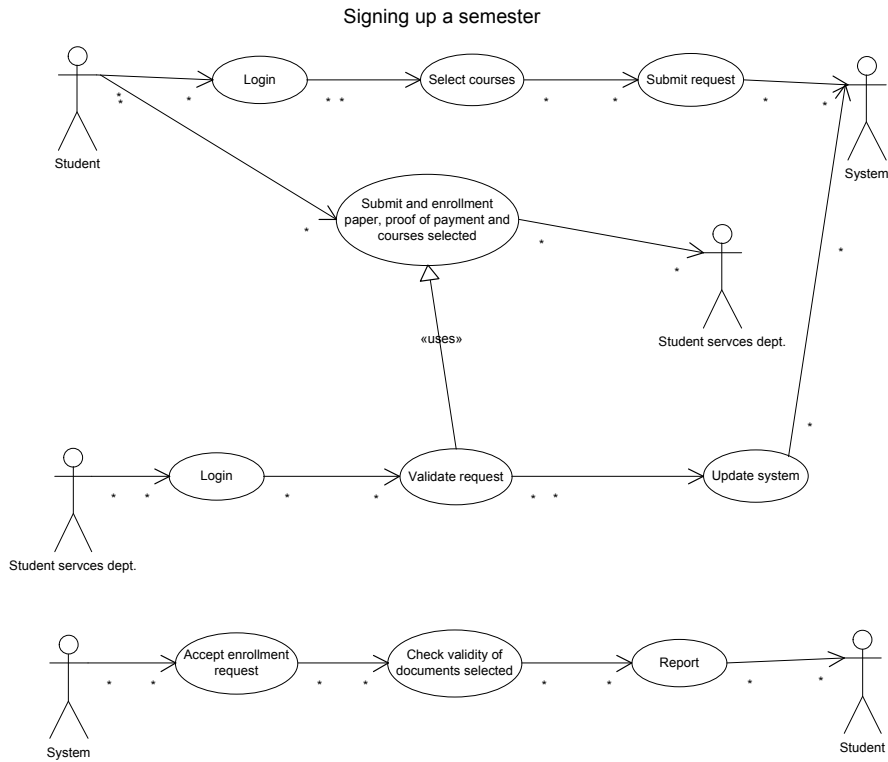 Signing up a semester
Login
Select courses
Submit request
* * * * * * * * *
Student
System
Submit and enrollment
paper, proof of payment and
courses selected
*
*
*
*
Student servces dept.
«uses»
*
Login
Validate request
Update system
* * * * * *
Student servces dept.
Accept enrollment
request
Check validity of
documents selected
Report
* * * * * * * *
System
Student